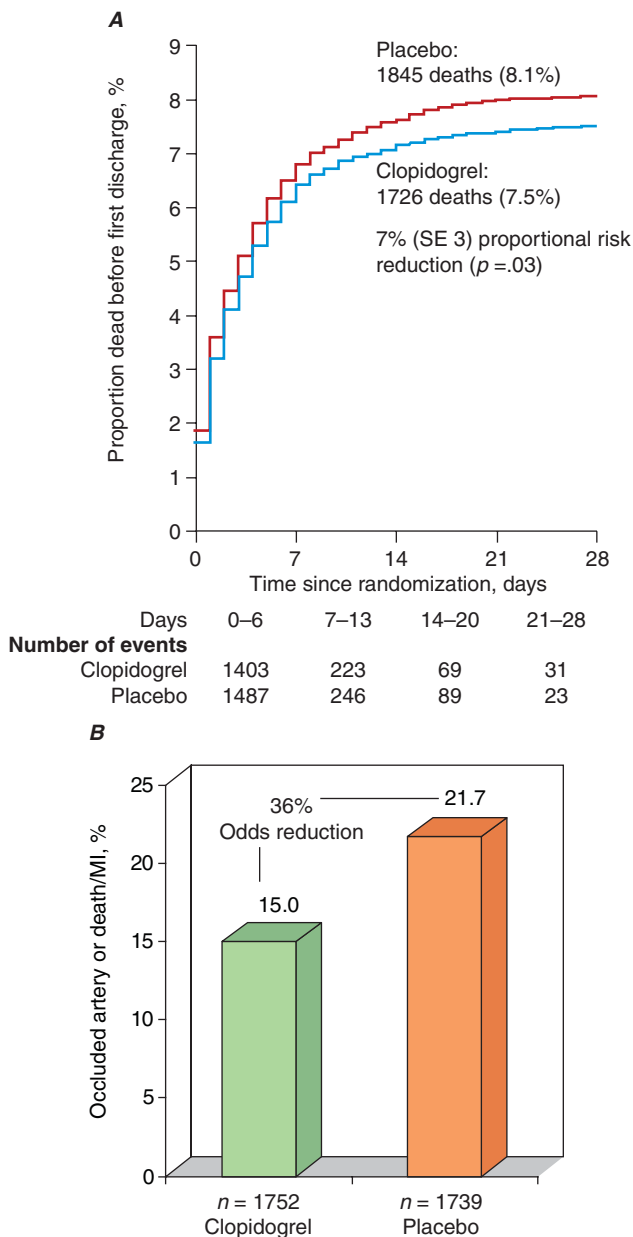 A
Proportion dead before first discharge, %
9
8
7
6
5
4
3
2
1
0
Placebo:
1845 deaths (8.1%)
Clopidogrel:
1726 deaths (7.5%)
7% (SE 3) proportional risk
reduction (p =.03)
0 7 14 21 28
Time since randomization, days
Days 0–6 7–13 14–20 21–28
Number of events
Clopidogrel 1403 223 69 31
Placebo 1487 246 89 23
B
Occluded artery or death/MI, %
25
20
15
10
5
0
36%
Odds reduction
21.7
15.0
n = 1752
Clopidogrel
n = 1739
Placebo